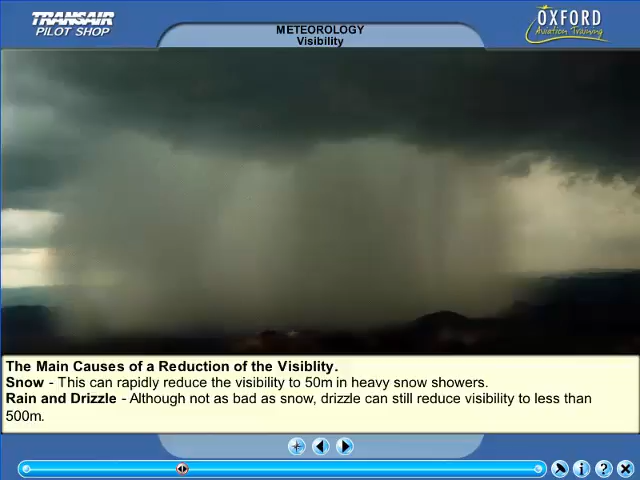 TRANSAIR
PILOT SHOP
METEOROLOGY
Visibility
OXFORD
Aviation Training
The Main Causes of a Reduction of the Visiblity.
Snow - This can rapidly reduce the visibility to 50m in heavy snow showers.
Rain and Drizzle - Although not as bad as snow, drizzle can still reduce visibility to less than
500m.